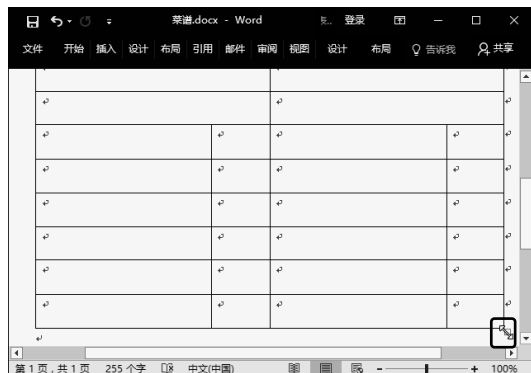 菜谱.docx - Word
登录
文件 开始 插入 设计 布局 引用 邮件 审阅 视图 设计 布局 告诉我 共享
第 1 页，共 1 页 255 个字 中文(中国) 100%